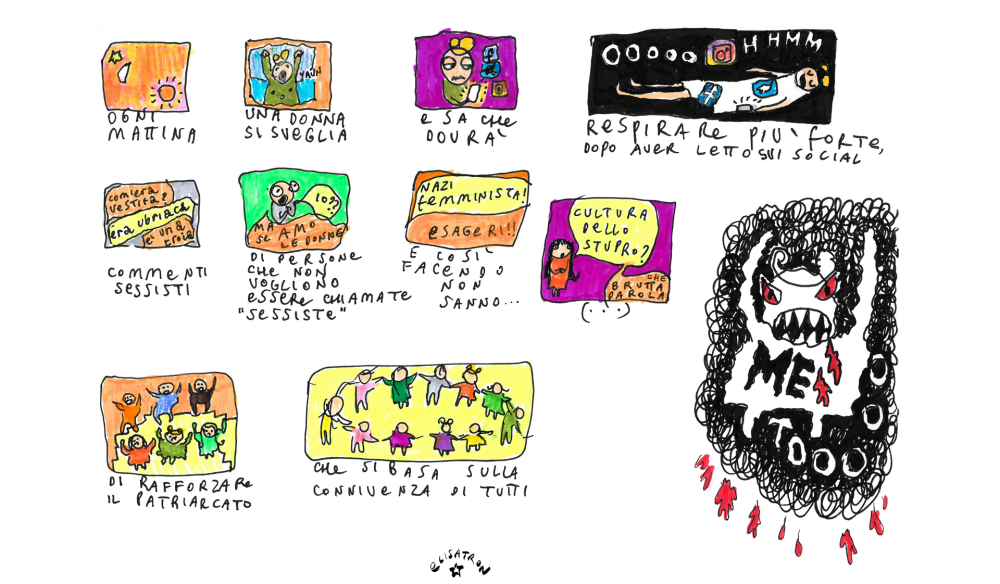 OGNI
MATTINA
YAUN
UNA DONNA
SI SVEGLIA
E SA CHE
DOVRÀ
OOOOO HHMM
RESPIRARE PIÙ FORTE,
DOPO AVER LETTO SUI SOCIAL
COM'ERA
VESTITA?
ERA UBRIACA
SEI UNA
TROIA
COMMENTI
SESSISTI
IO?!
MA AMO
LE DONNE
DI PERSONE
CHE NON
VOGLIONO
ESSERE CHIAMATE
"SESSISTE"
NAZI
FEMMINISTA!
ESAGERI!!
E COSÌ
FACENDO
NON
SANNO...
CULTURA
DELLO
STUPRO?
CHE
BRUTTA
PAROLA
(...)
DI RAFFORZARE
IL PATRIARCATO
CHE SI BASA SULLA
CONNIVENZA DI TUTTI
ME
TOOOO
ELISATRON